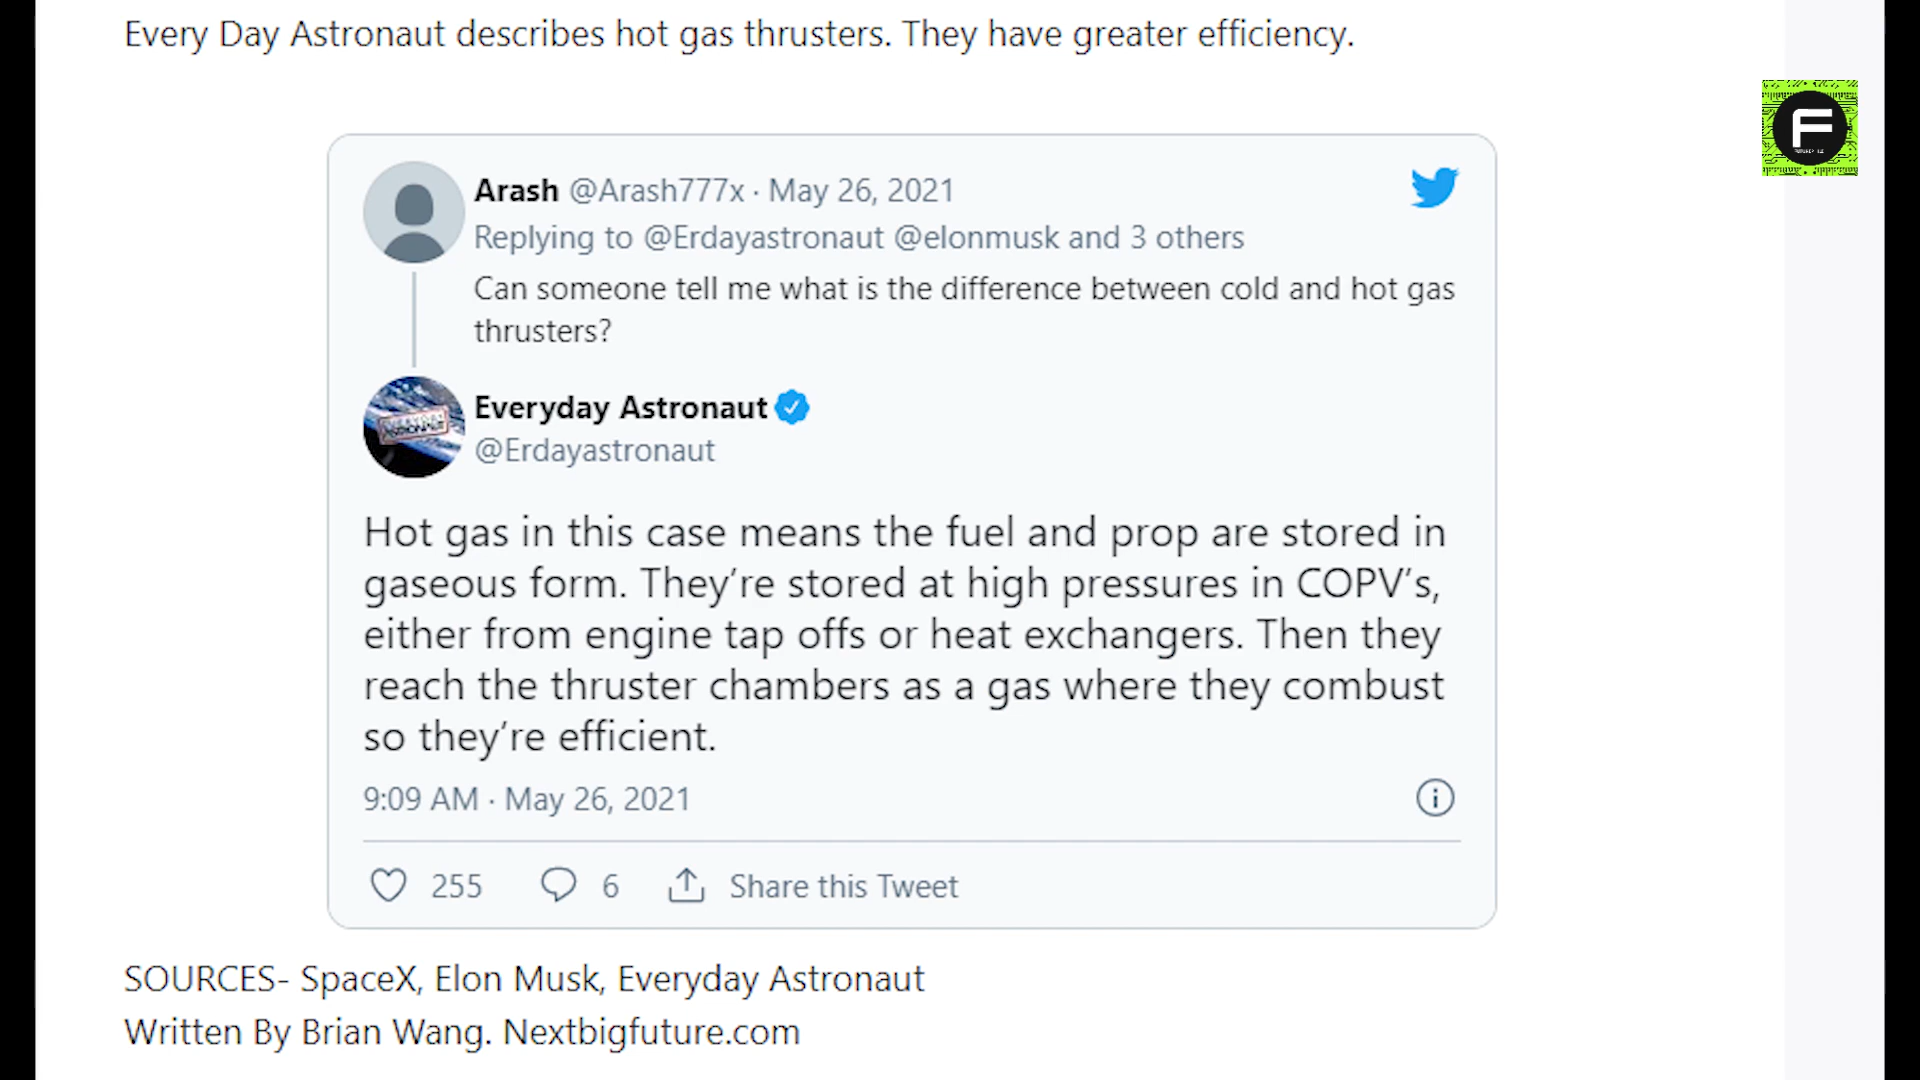 Every Day Astronaut describes hot gas thrusters. They have greater efficiency.
F
Arash @Arash777x · May 26, 2021
Replying to @Erdayastronaut @elonmusk and 3 others
Can someone tell me what is the difference between cold and hot gas
thrusters?
Everyday Astronaut
@Erdayastronaut
Hot gas in this case means the fuel and prop are stored in
gaseous form. They’re stored at high pressures in COPV’s,
either from engine tap offs or heat exchangers. Then they
reach the thruster chambers as a gas where they combust
so they’re efficient.
9:09 AM · May 26, 2021
255 6 Share this Tweet
SOURCES- SpaceX, Elon Musk, Everyday Astronaut
Written By Brian Wang. Nextbigfuture.com